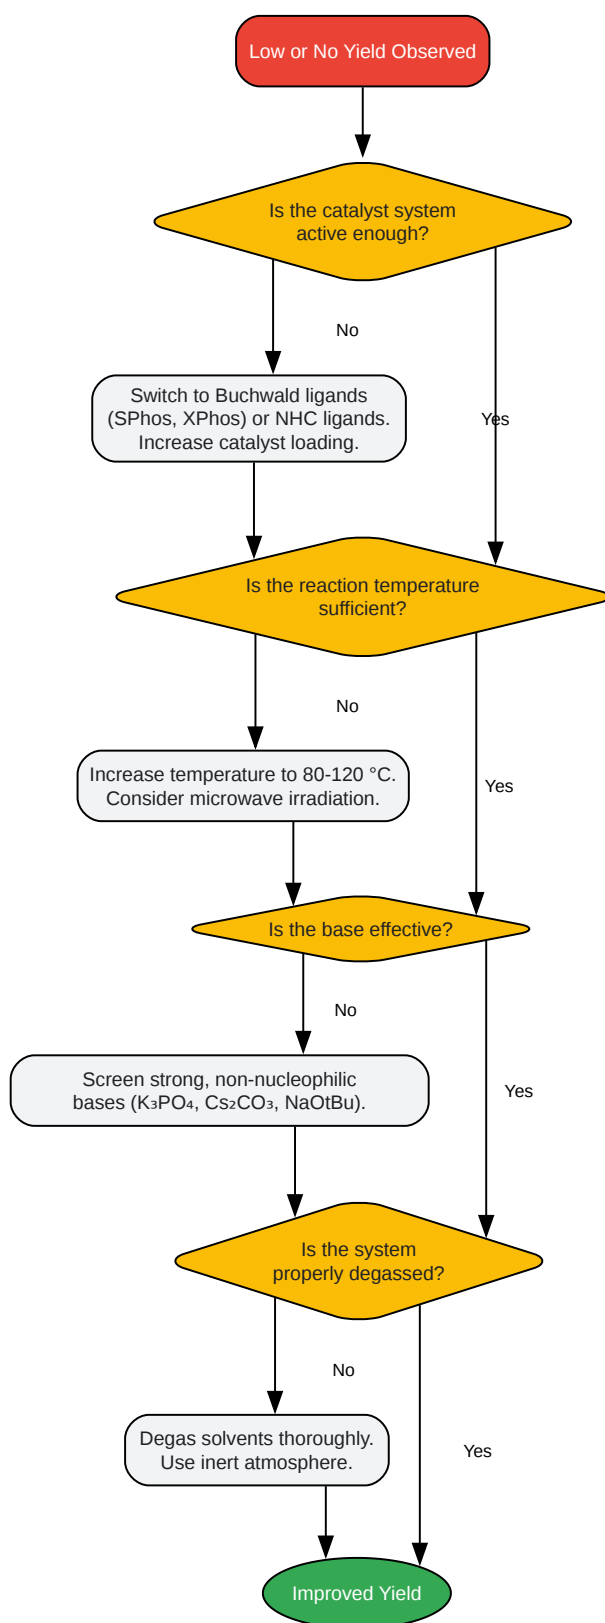 Low or No Yield Observed
Is the catalyst system
active enough?
No
Switch to Buchwald ligands
(SPhos, XPhos) or NHC ligands.
Increase catalyst loading.
Yes
Is the reaction temperature
sufficient?
No
Increase temperature to 80-120 °C.
Consider microwave irradiation.
Yes
Is the base effective?
No
Screen strong, non-nucleophilic
bases (K₃PO₄, Cs₂CO₃, NaOtBu).
Yes
Is the system
properly degassed?
No
Degas solvents thoroughly.
Use inert atmosphere.
Yes
Improved Yield